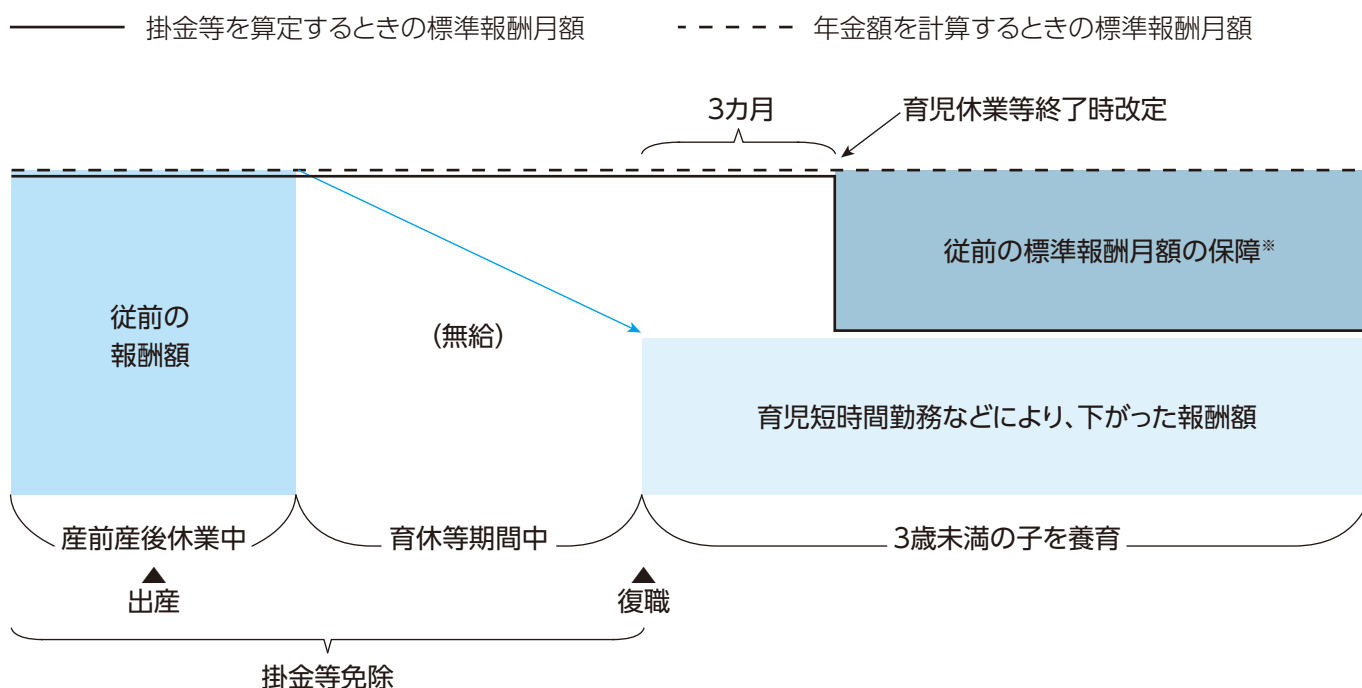 掛金等を算定するときの標準報酬月額
年金額を計算するときの標準報酬月額
3カ月
育児休業等終了時改定
従前の標準報酬月額の保障※
従前の
報酬額
(無給)
育児短時間勤務などにより、下がった報酬額
産前産後休業中
育休等期間中
3歳未満の子を養育
出産
復職
掛金等免除